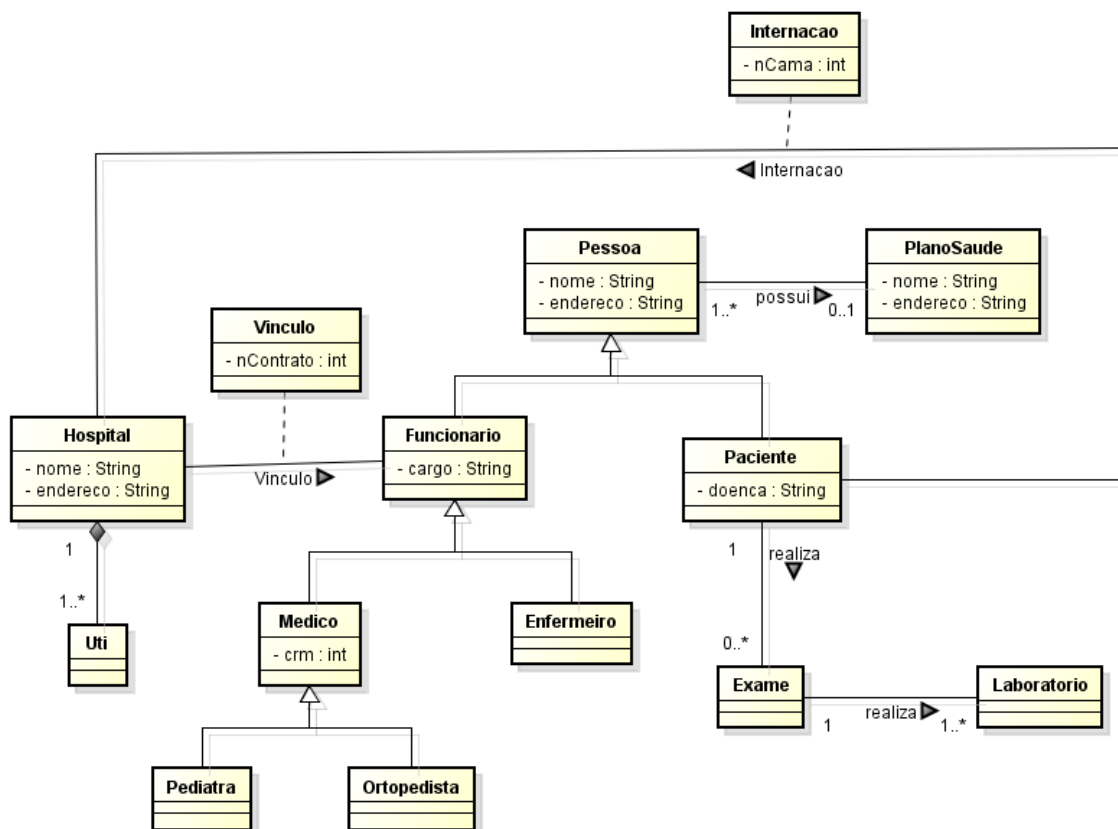 Internacao
- nCama : int
Internacao
Pessoa
- nome : String
- endereco : String
PlanoSaude
- nome : String
- endereco : String
1..*
possui
0..1
Vinculo
- nContrato : int
Hospital
- nome : String
- endereco : String
Vinculo
Funcionario
- cargo : String
Paciente
- doenca : String
1
1..*
Uti
1
realiza
0..*
Medico
- crm : int
Enfermeiro
Exame
1
realiza
1..*
Laboratorio
Pediatra
Ortopedista